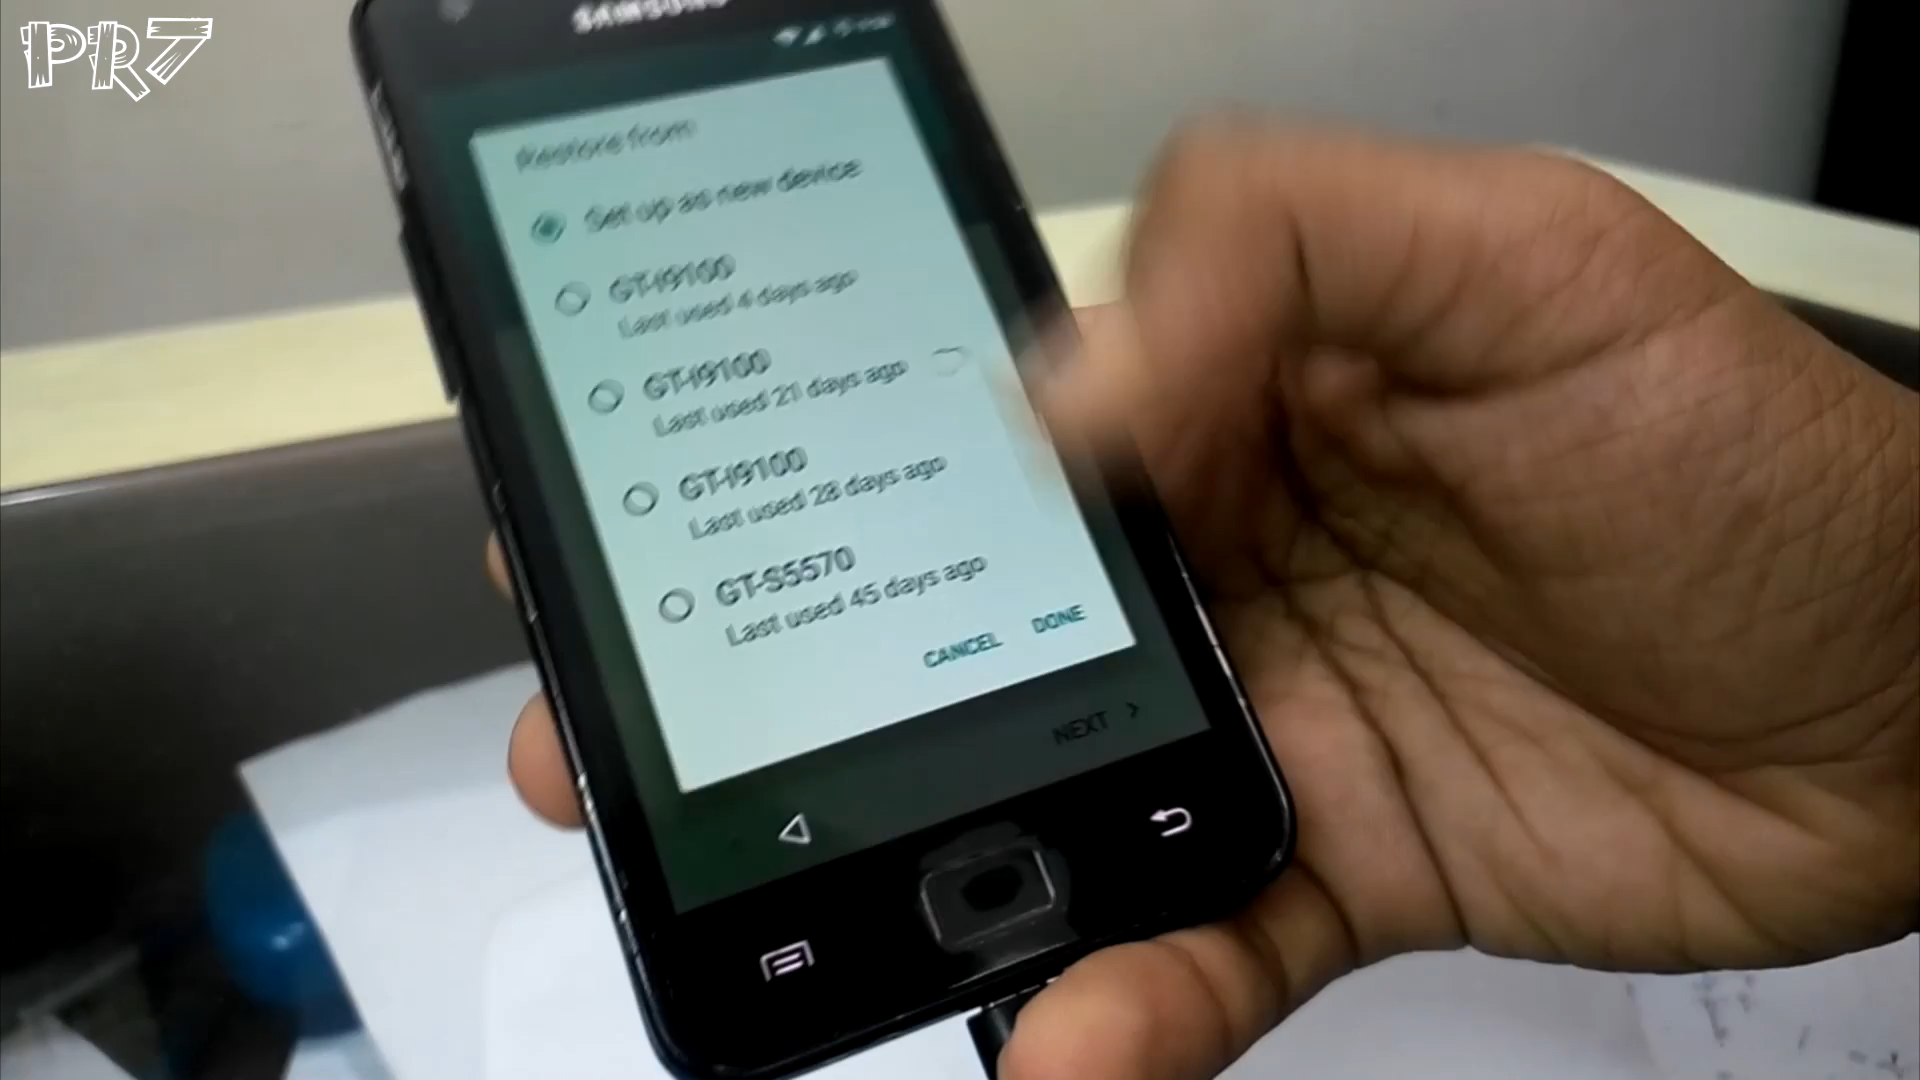 PR7
SAMSUNG
Restore from
Set up as new device
GT-I9100
Last used 4 days ago
GT-I9100
Last used 21 days ago
GT-I9100
Last used 28 days ago
GT-S5570
Last used 45 days ago
CANCEL DONE
NEXT